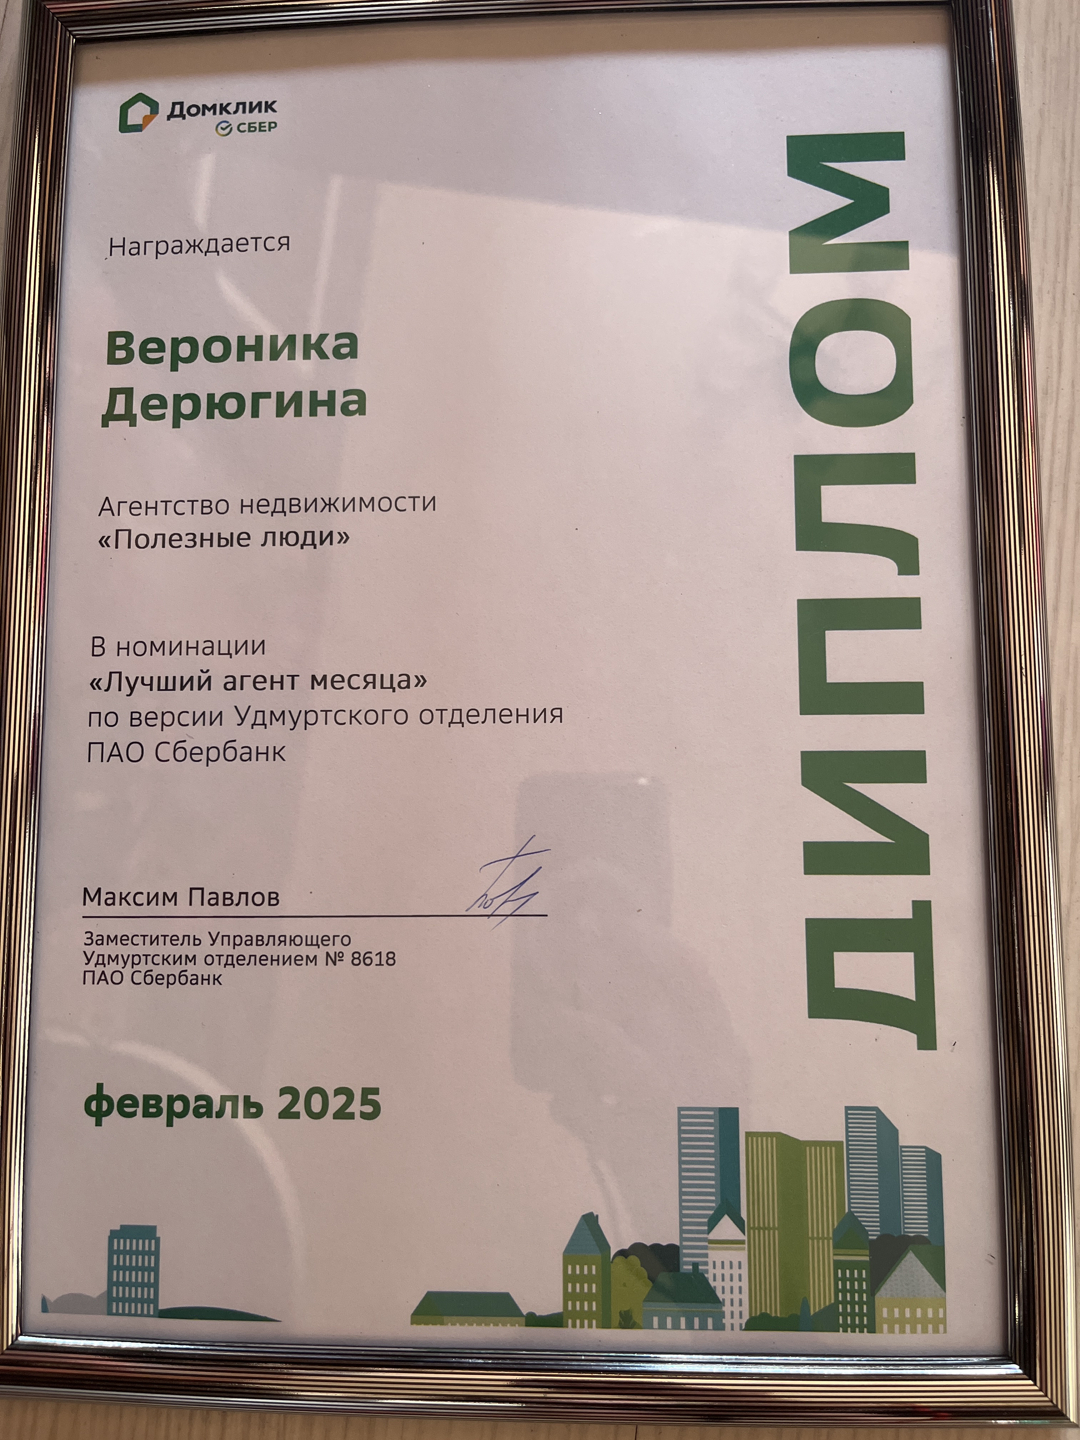 Домклик
СБЕР
Награждается
Вероника
Дерюгина
Агентство недвижимости
«Полезные люди»
В номинации
«Лучший агент месяца»
по версии Удмуртского отделения
ПАО Сбербанк
Максим Павлов
Заместитель Управляющего
Удмуртским отделением № 8618
ПАО Сбербанк
февраль 2025
ДИПЛОМ